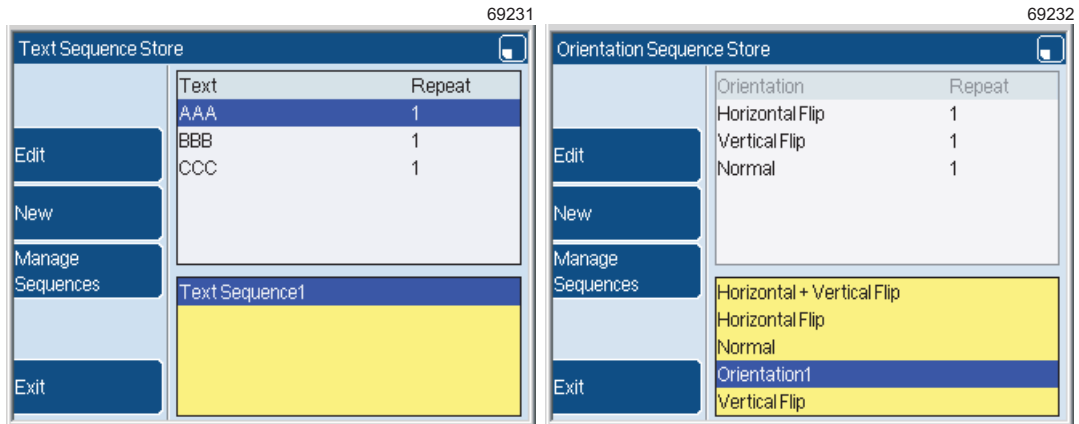 69231
Text Sequence Store
Text Repeat
AAA 1
BBB 1
CCC 1
Edit
New
Manage
Sequences
Exit
Text Sequence1
69232
Orientation Sequence Store
Orientation Repeat
Horizontal Flip 1
Vertical Flip 1
Normal 1
Edit
New
Manage
Sequences
Exit
Horizontal + Vertical Flip
Horizontal Flip
Normal
Orientation1
Vertical Flip